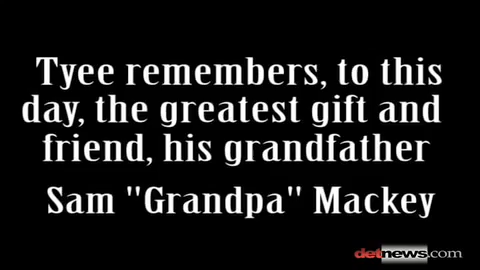 Tyee remembers, to this
day, the greatest gift and
friend, his grandfather
Sam "Grandpa" Mackey
detnews.com